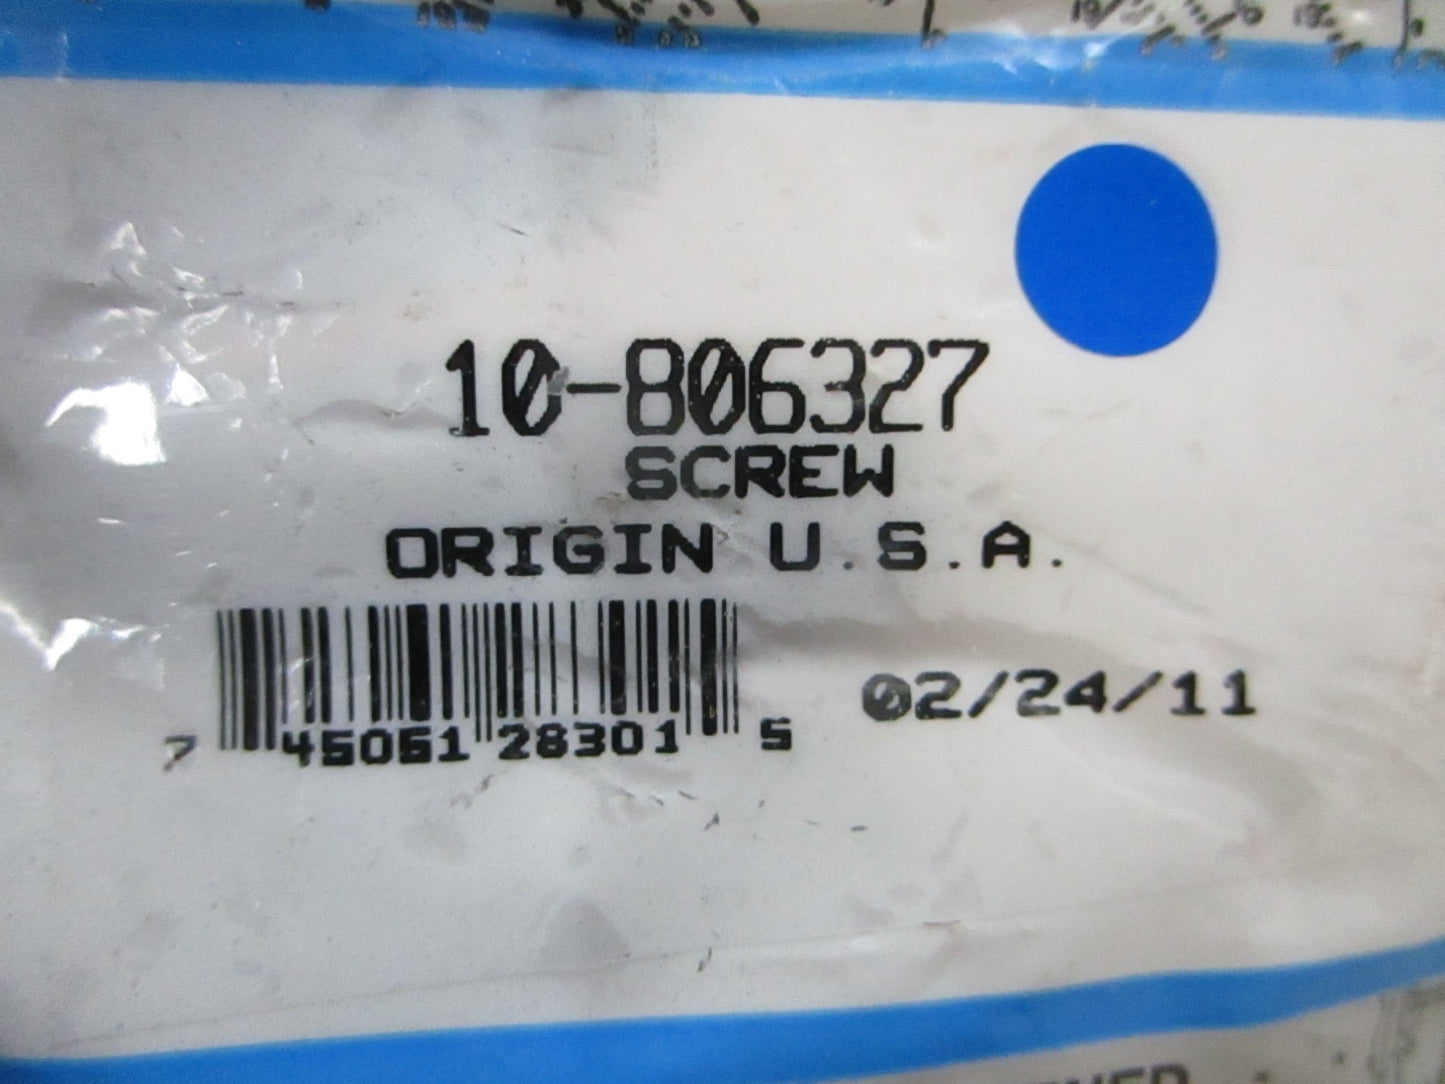 10-806327
SCREW
ORIGIN U.S.A.
02/24/11
7 45061 28301 5